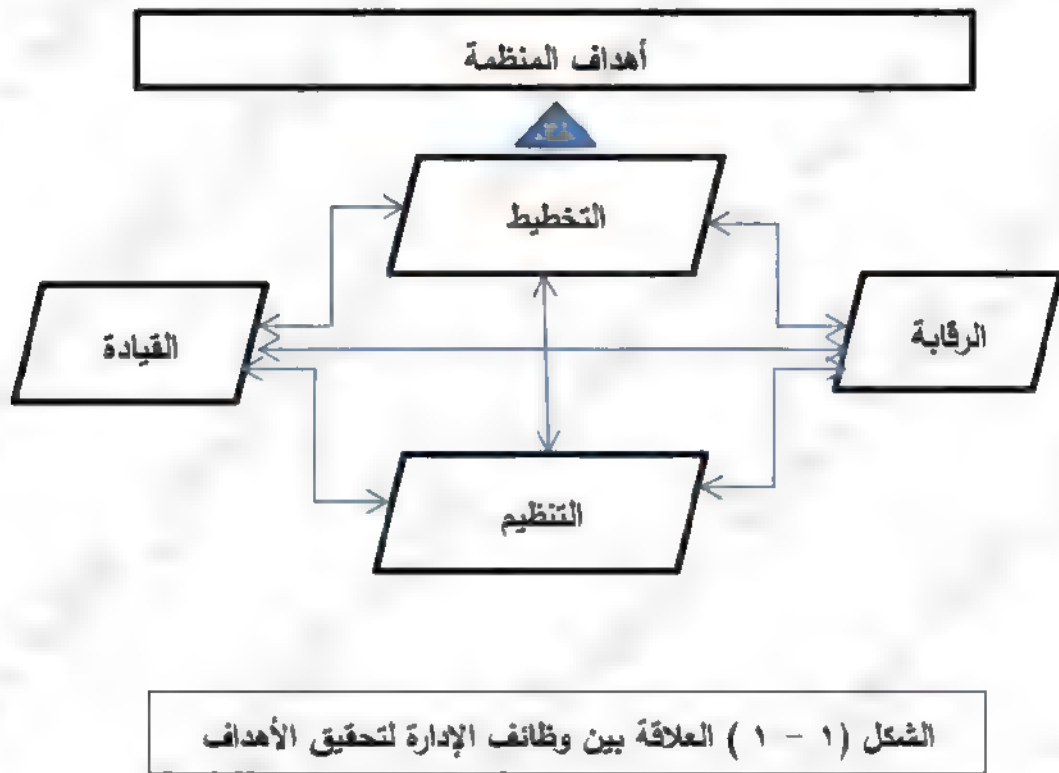 أهداف المنظمة
التخطيط
الرقابة
القيادة
التنظيم
الشكل (١ - ١ ) العلاقة بين وظائف الإدارة لتحقيق الأهداف